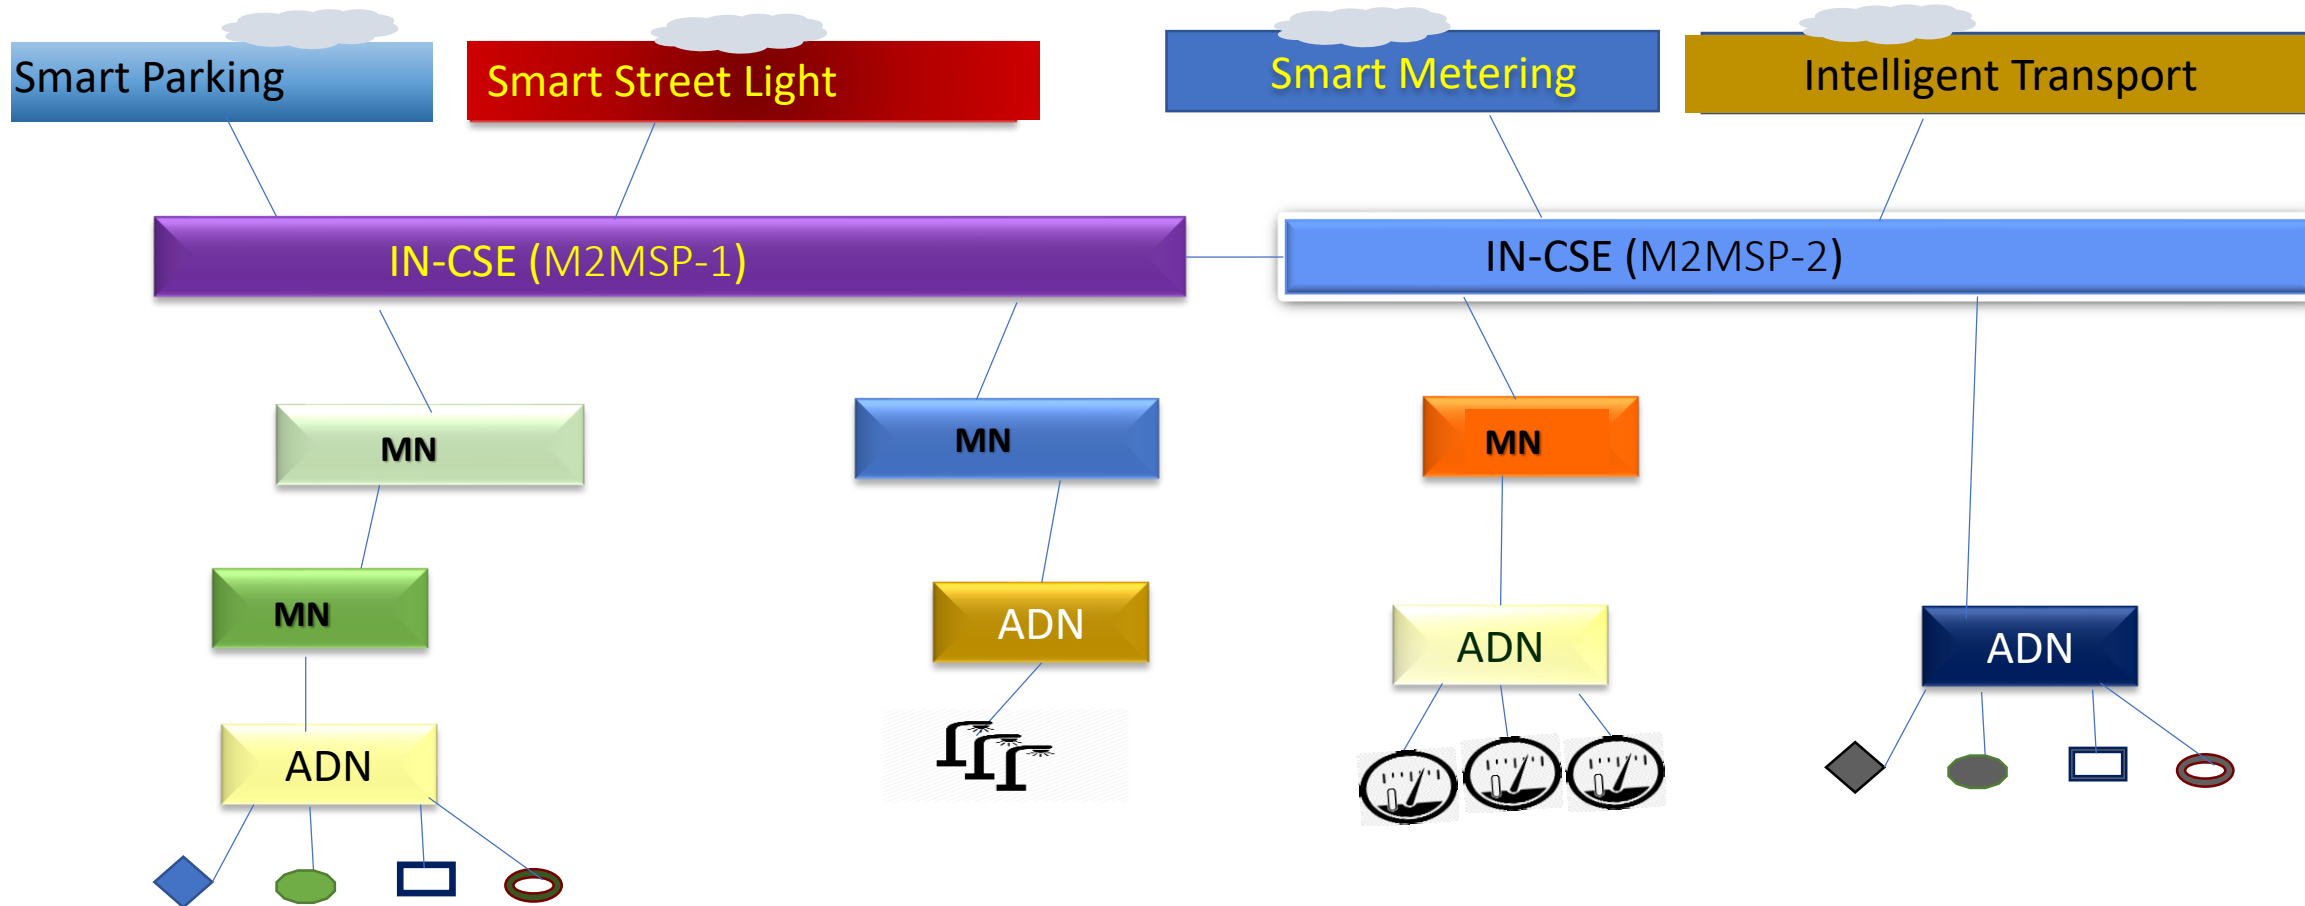 Smart Parking
Smart Street Light
Smart Metering
Intelligent Transport
IN-CSE (M2MSP-1)
IN-CSE (M2MSP-2)
MN
MN
MN
MN
ADN
ADN
ADN
ADN